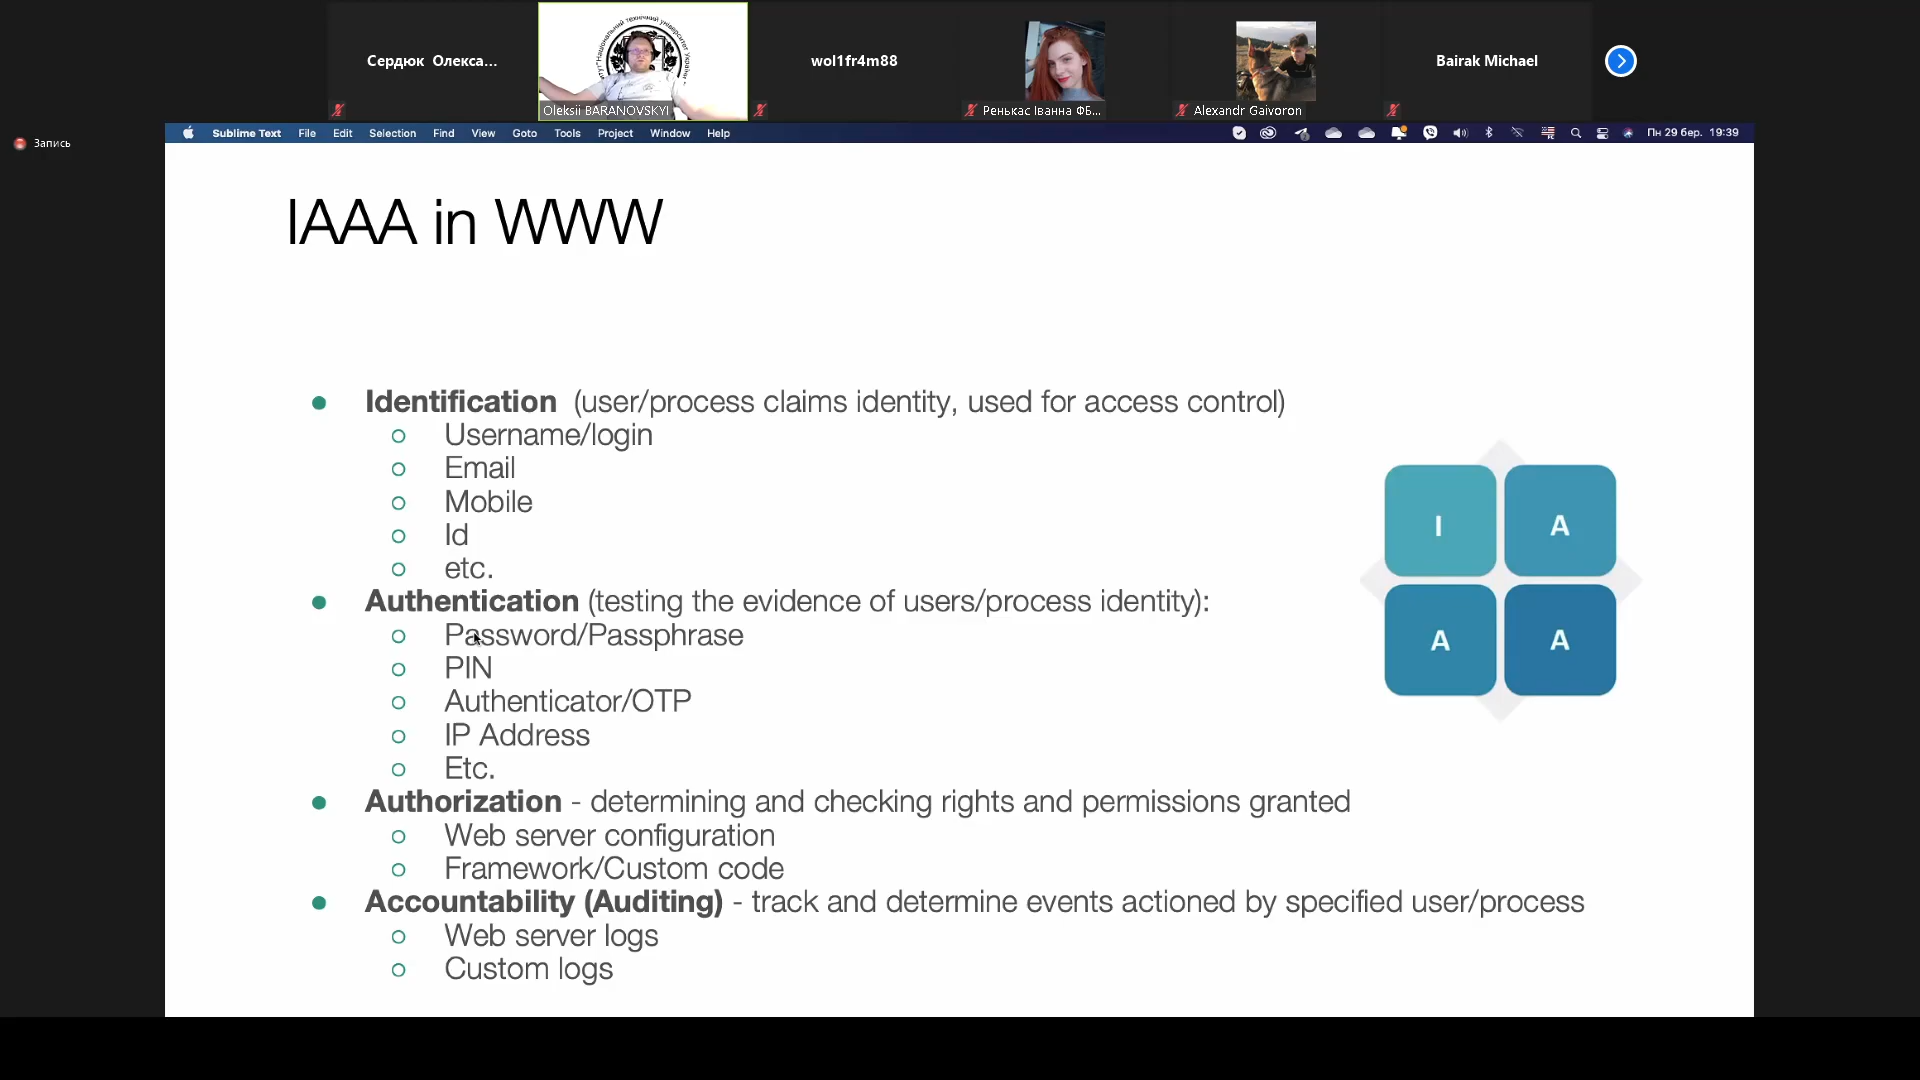 Сердюк Олекса...
Національний технічний університет України
Oleksii BARANOVSKYI
wol1fr4m88
Ренькас Іванна ФБ...
Alexandr Gaivoron
Bairak Michael
Запись
Sublime Text File Edit Selection Find View Goto Tools Project Window Help
Пн 29 бер. 19:39
IAAA in WWW
Identification (user/process claims identity, used for access control)
Username/login
Email
Mobile
Id
etc.
Authentication (testing the evidence of users/process identity):
Password/Passphrase
PIN
Authenticator/OTP
IP Address
Etc.
Authorization - determining and checking rights and permissions granted
Web server configuration
Framework/Custom code
Accountability (Auditing) - track and determine events actioned by specified user/process
Web server logs
Custom logs
I A
A A